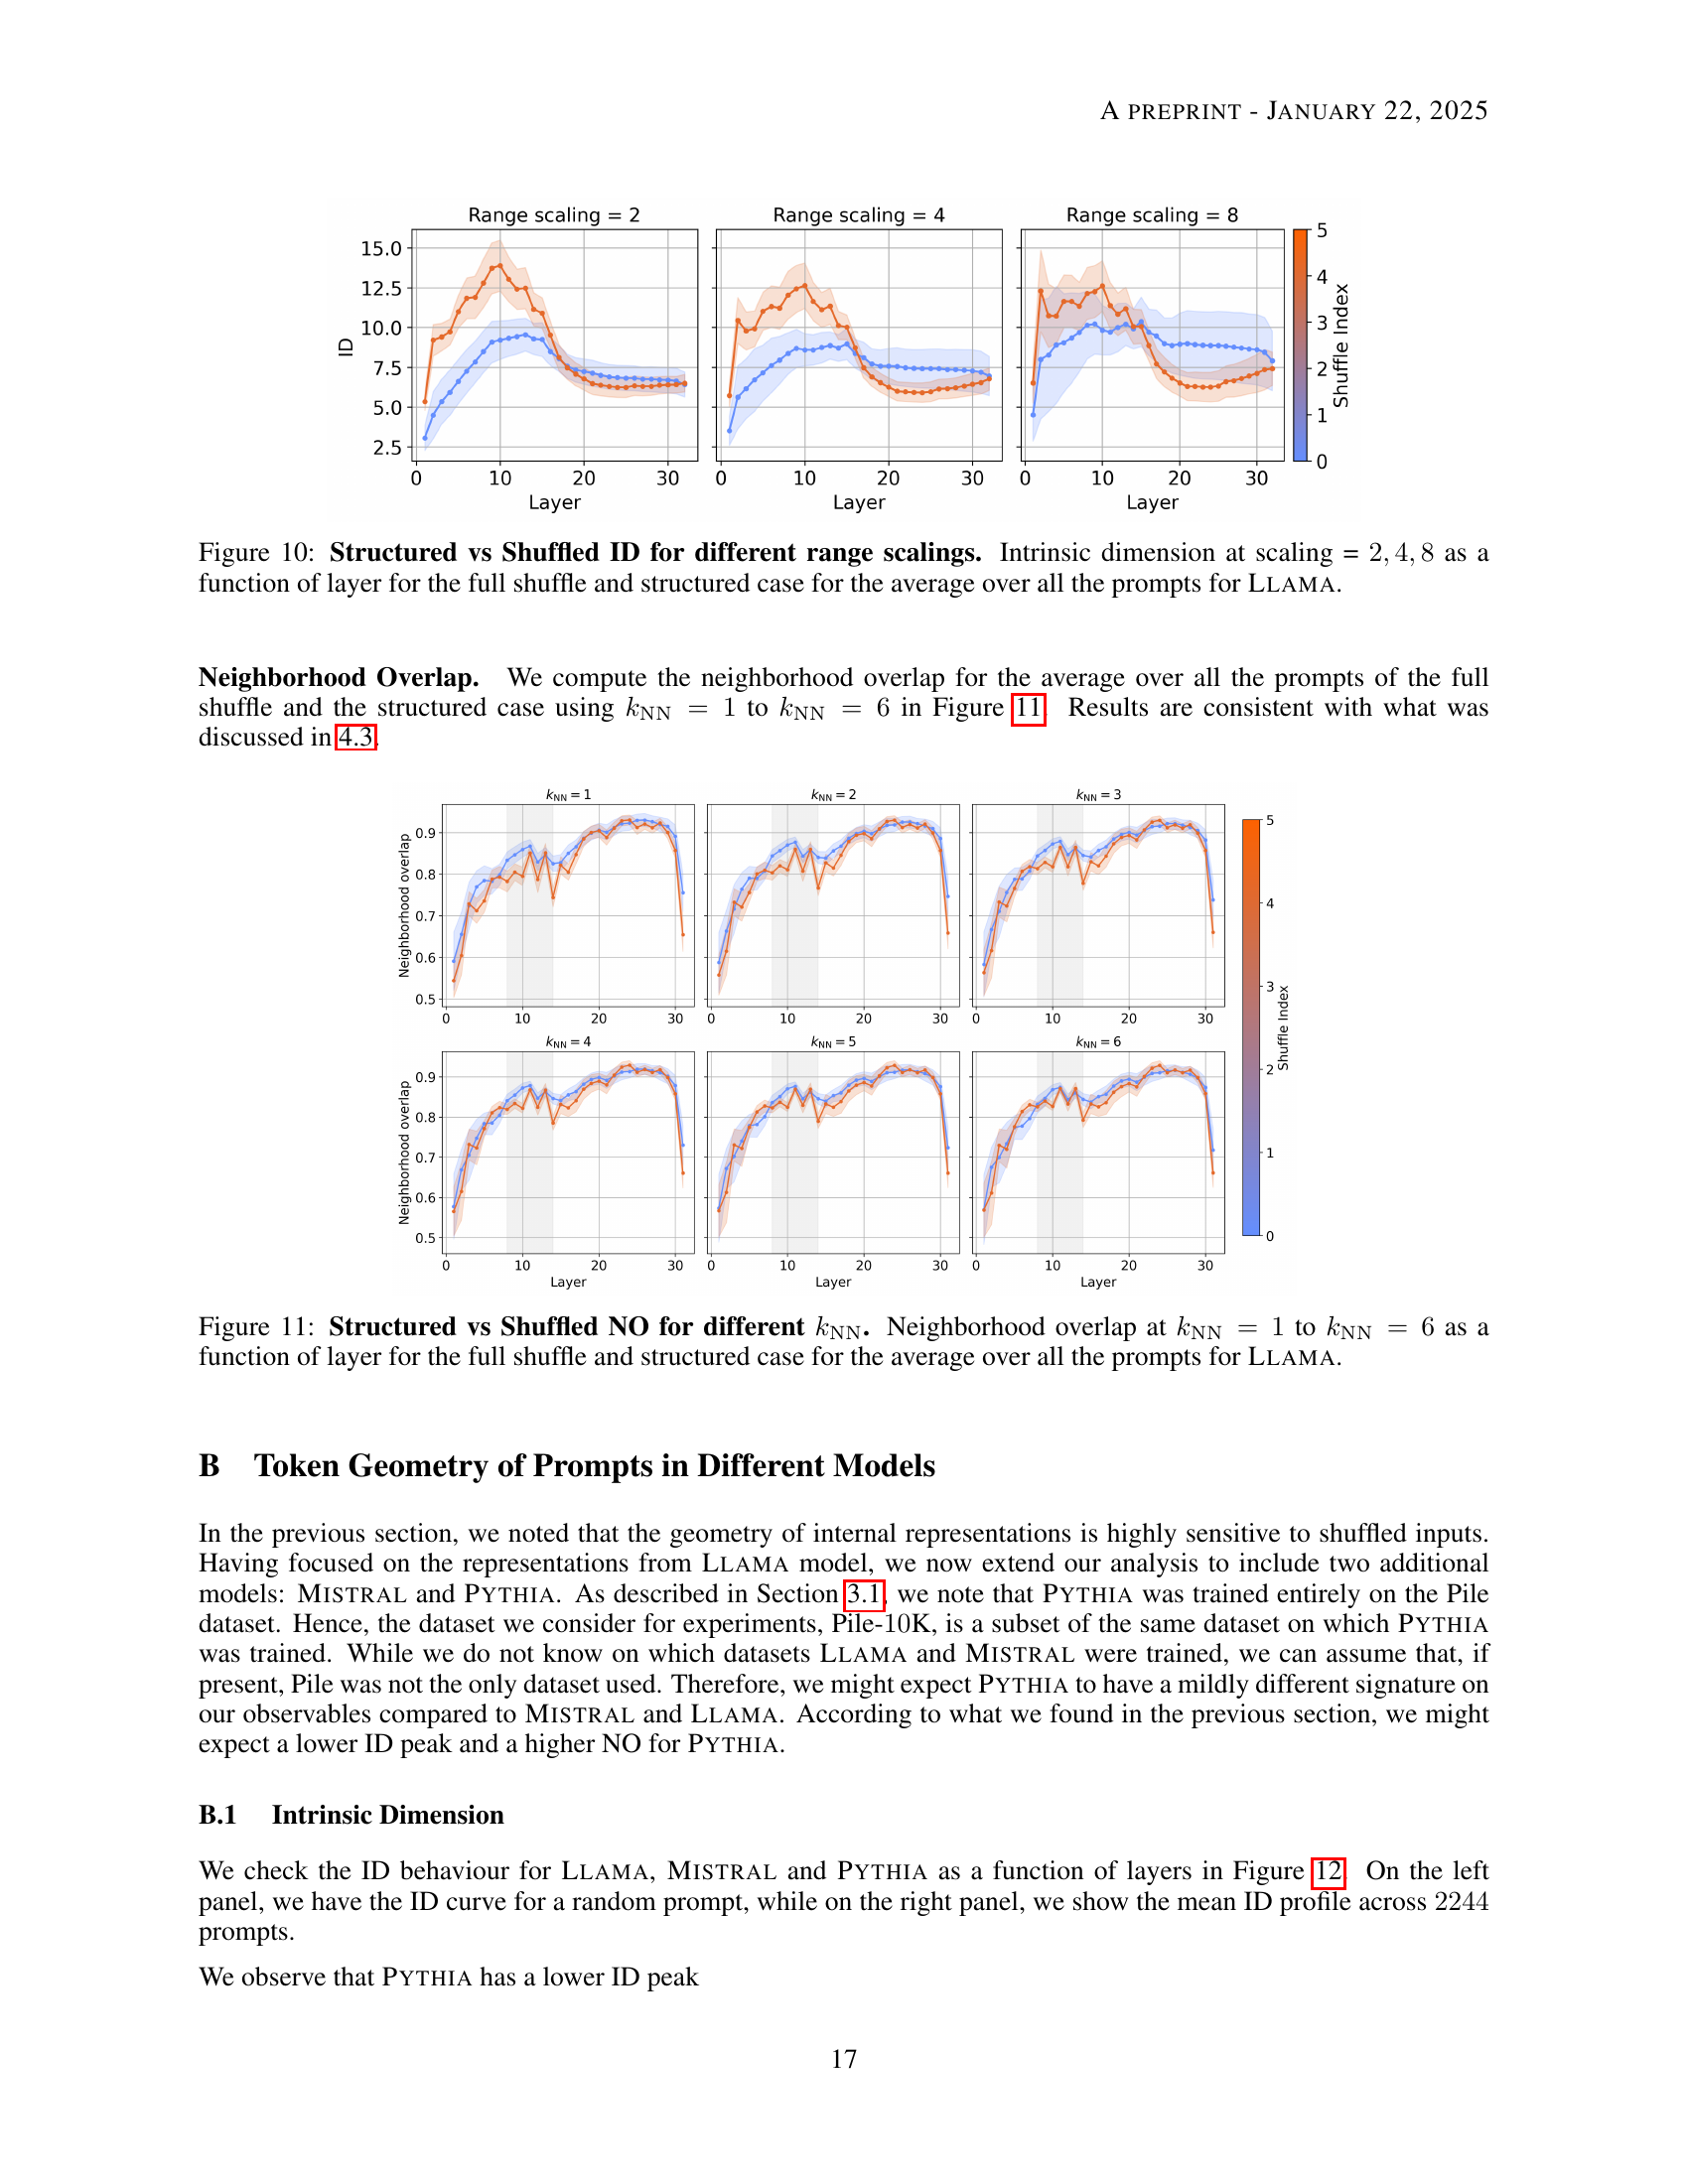 A PREPRINT - JANUARY 22, 2025
Range scaling = 2
Range scaling = 4
Range scaling = 8
ID
15.0
12.5
10.0
7.5
5.0
2.5
0 10 20 30
0 10 20 30
0 10 20 30
Layer
Layer
Layer
5
4
3
2
1
0
Shuffle Index
Figure 10: Structured vs Shuffled ID for different range scalings. Intrinsic dimension at scaling = 2, 4, 8 as a
function of layer for the full shuffle and structured case for the average over all the prompts for LLAMA.
Neighborhood Overlap. We compute the neighborhood overlap for the average over all the prompts of the full
shuffle and the structured case using kNN = 1 to kNN = 6 in Figure 11. Results are consistent with what was
discussed in 4.3.
kNN = 1
kNN = 2
kNN = 3
Neighborhood overlap
0.9
0.8
0.7
0.6
0.5
0 10 20 30
0 10 20 30
0 10 20 30
kNN = 4
kNN = 5
kNN = 6
Neighborhood overlap
0.9
0.8
0.7
0.6
0.5
0 10 20 30
0 10 20 30
0 10 20 30
Layer
Layer
Layer
5
4
3
2
1
0
Shuffle Index
Figure 11: Structured vs Shuffled NO for different kNN. Neighborhood overlap at kNN = 1 to kNN = 6 as a
function of layer for the full shuffle and structured case for the average over all the prompts for LLAMA.
B Token Geometry of Prompts in Different Models
In the previous section, we noted that the geometry of internal representations is highly sensitive to shuffled inputs.
Having focused on the representations from LLAMA model, we now extend our analysis to include two additional
models: MISTRAL and PYTHIA. As described in Section 3.1, we note that PYTHIA was trained entirely on the Pile
dataset. Hence, the dataset we consider for experiments, Pile-10K, is a subset of the same dataset on which PYTHIA
was trained. While we do not know on which datasets LLAMA and MISTRAL were trained, we can assume that, if
present, Pile was not the only dataset used. Therefore, we might expect PYTHIA to have a mildly different signature on
our observables compared to MISTRAL and LLAMA. According to what we found in the previous section, we might
expect a lower ID peak and a higher NO for PYTHIA.
B.1 Intrinsic Dimension
We check the ID behaviour for LLAMA, MISTRAL and PYTHIA as a function of layers in Figure 12. On the left
panel, we have the ID curve for a random prompt, while on the right panel, we show the mean ID profile across 2244
prompts.
We observe that PYTHIA has a lower ID peak
17